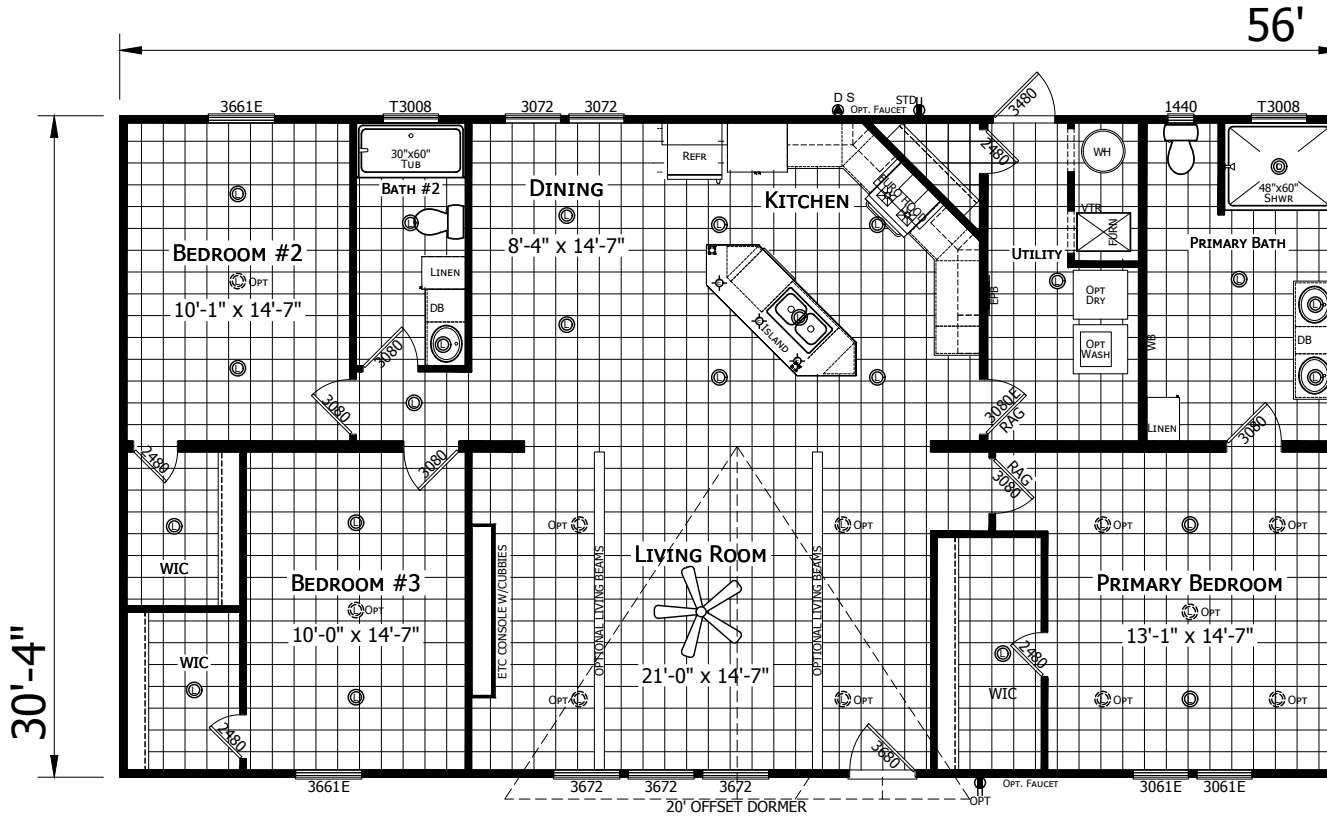 56'
30'-4"
3661E
T3008
3072
3072
D S
OPT. FAUCET
STD
3480
1440
T3008
30"x60"
TUB
BATH #2
LINEN
DB
3080
BEDROOM #2
OPT
10'-1" x 14'-7"
3080
DINING
8'-4" x 14'-7"
REFR
KITCHEN
EURO HOOD
ISLAND
EPB
2480
WH
VTR
FURN
UTILITY
OPT
DRY
OPT
WASH
3080E
RAG
WB
48"x60"
SHWR
PRIMARY BATH
DB
LINEN
3080
2480
3080
RAG
3080
WIC
WIC
2480
BEDROOM #3
OPT
10'-0" x 14'-7"
ETC CONSOLE W/CUBBIES
OPT
OPT
OPTIONAL LIVING BEAMS
LIVING ROOM
OPTIONAL LIVING BEAMS
21'-0" x 14'-7"
OPT
OPT
3680
WIC
2480
OPT
OPT
PRIMARY BEDROOM
OPT
13'-1" x 14'-7"
OPT
OPT
3661E
3672
3672
3672
20' OFFSET DORMER
OPT
OPT. FAUCET
3061E
3061E